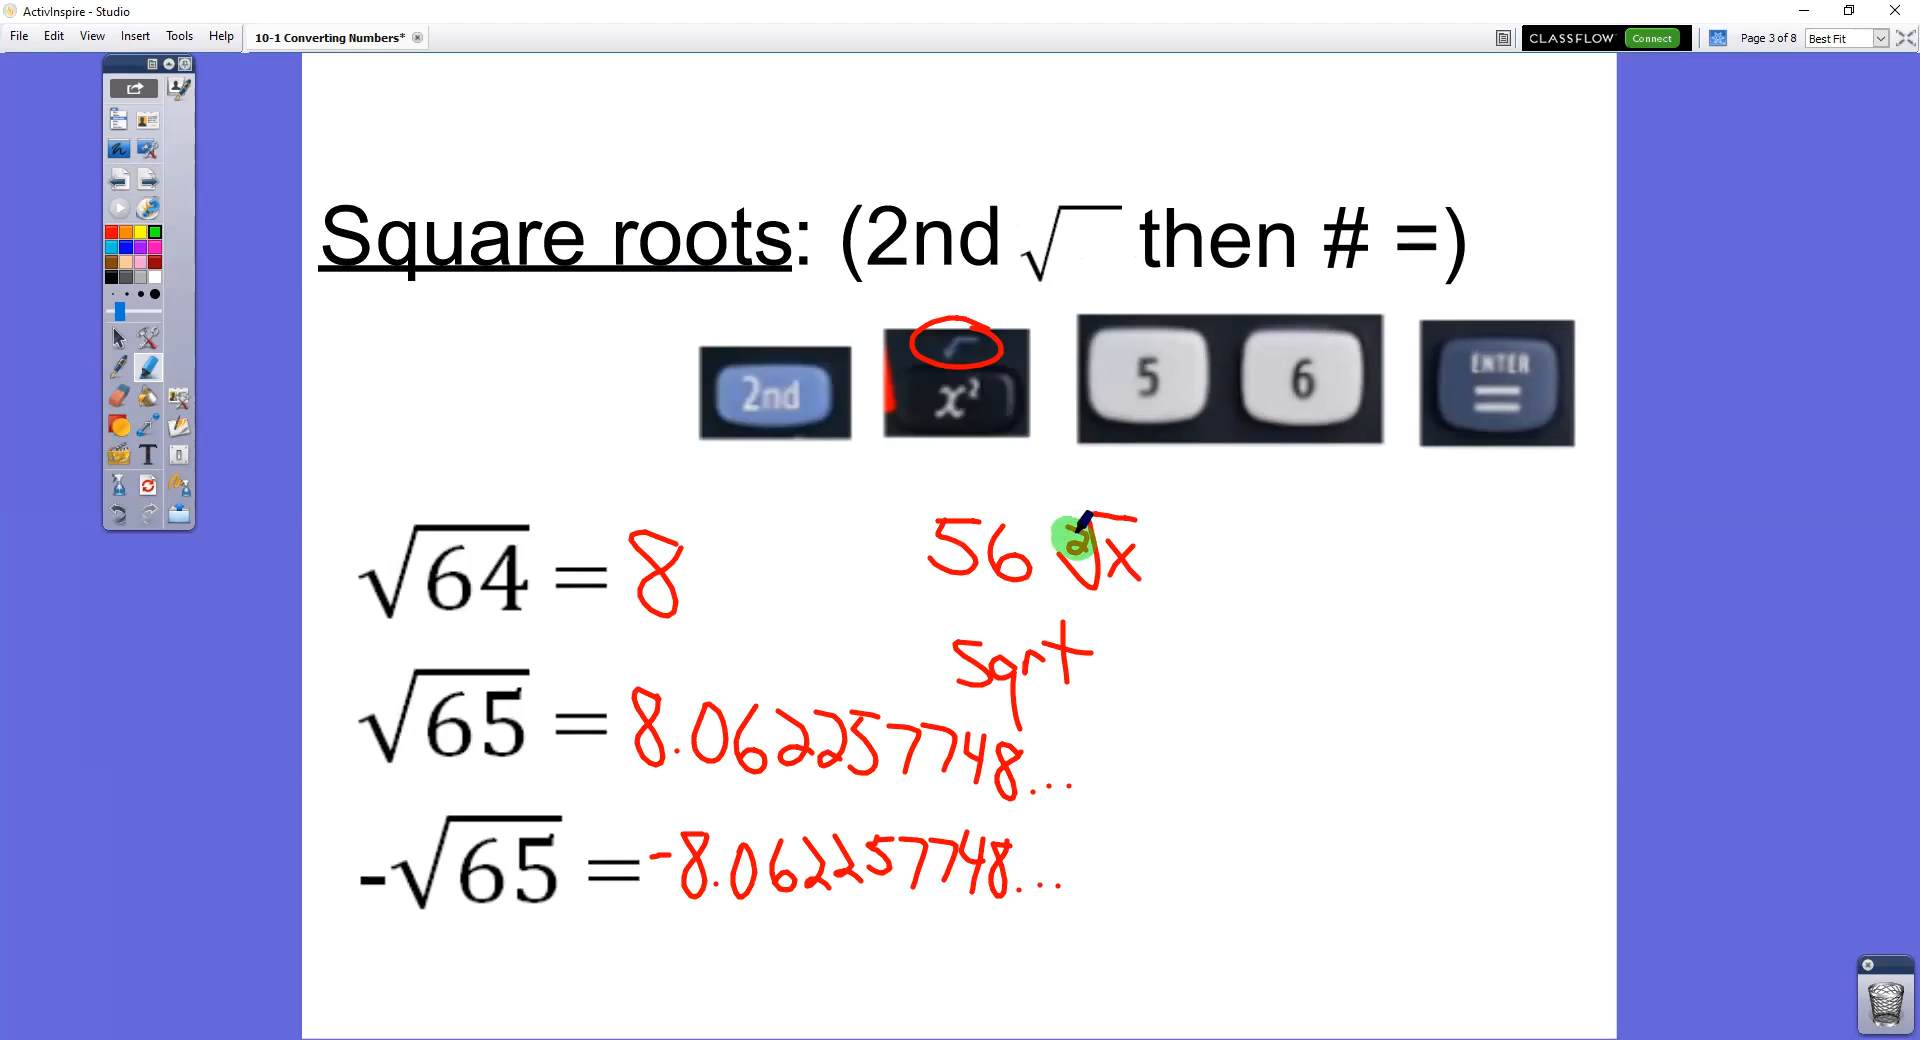 ActivInspire - Studio
File Edit View Insert Tools Help 10-1 Converting Numbers* CLASSFLOW Connect Page 3 of 8 Best Fit
Square roots: (2nd √ then # =)
2nd √ x² 5 6 ENTER =
√64 = 8
56 ²√x
sqrt
√65 = 8.062257748...
-√65 = -8.062257748...